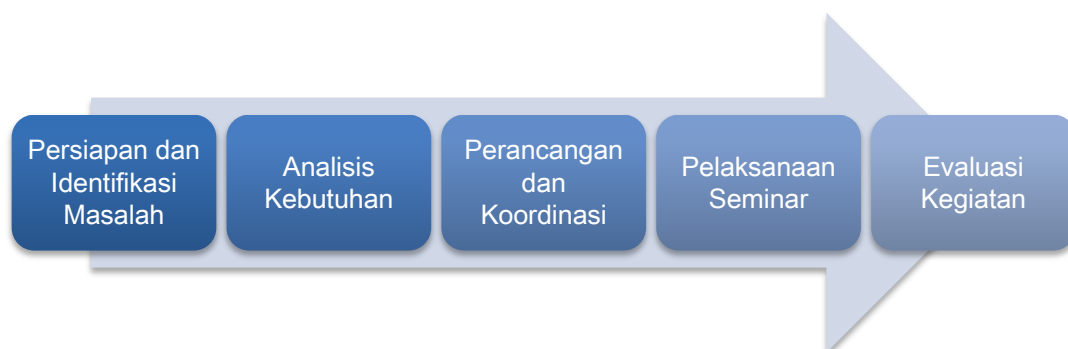 Persiapan dan
Identifikasi
Masalah
Analisis
Kebutuhan
Perancangan
dan
Koordinasi
Pelaksanaan
Seminar
Evaluasi
Kegiatan